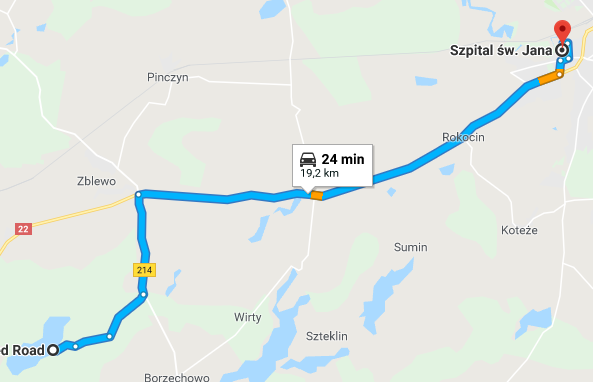 Szpital św. Jana
Pinczyn
Rokocin
24 min
19,2 km
Zblewo
22
Koteże
Sumin
214
Wirty
Szteklin
d Road
Borzechowo